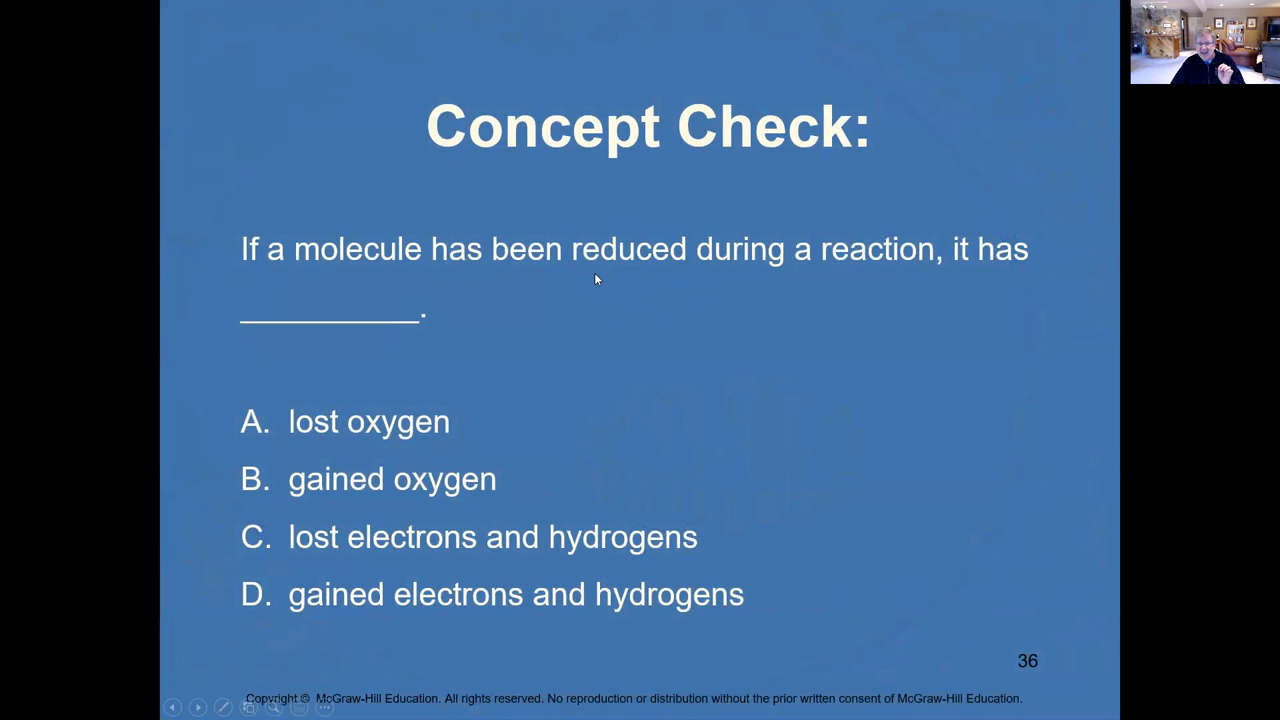 Concept Check:
If a molecule has been reduced during a reaction, it has
__________.
A. lost oxygen
B. gained oxygen
C. lost electrons and hydrogens
D. gained electrons and hydrogens
36
Copyright © McGraw-Hill Education. All rights reserved. No reproduction or distribution without the prior written consent of McGraw-Hill Education.